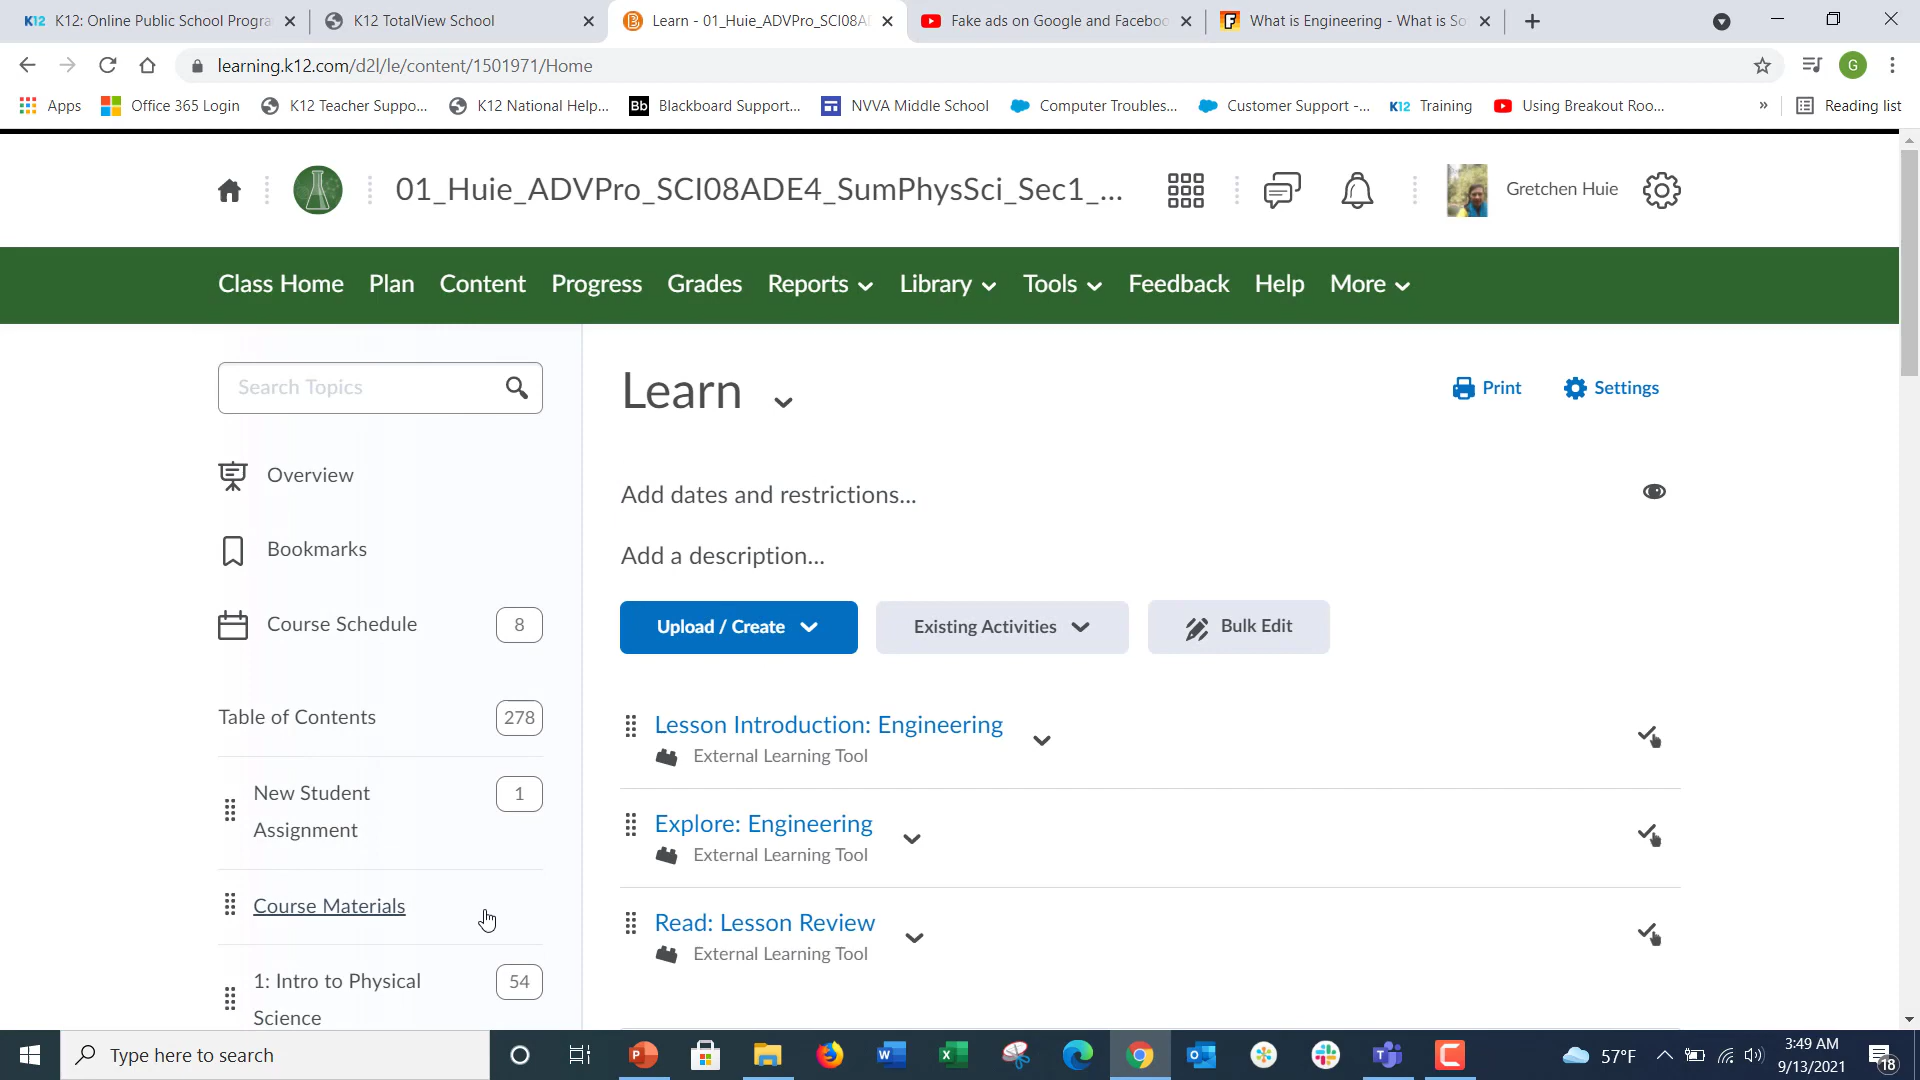 K12 K12: Online Public School Progra
K12 TotalView School
Learn - 01_Huie_ADVPro_SCI08AD
Fake ads on Google and Faceboo
What is Engineering - What is So
learning.k12.com/d2l/le/content/1501971/Home
G
Apps
Office 365 Login
K12 Teacher Suppo...
K12 National Help...
Bb Blackboard Support...
NVVA Middle School
Computer Troubles...
Customer Support -...
K12 Training
Using Breakout Roo...
»
Reading list
01_Huie_ADVPro_SCI08ADE4_SumPhysSci_Sec1_...
Gretchen Huie
Class Home Plan Content Progress Grades Reports Library Tools Feedback Help More
Search Topics
Overview
Bookmarks
Course Schedule 8
Table of Contents 278
New Student 1
Assignment
Course Materials
1: Intro to Physical 54
Science
Learn
Print
Settings
Add dates and restrictions...
Add a description...
Upload / Create
Existing Activities
Bulk Edit
Lesson Introduction: Engineering
External Learning Tool
Explore: Engineering
External Learning Tool
Read: Lesson Review
External Learning Tool
Type here to search
57°F
3:49 AM
9/13/2021
18